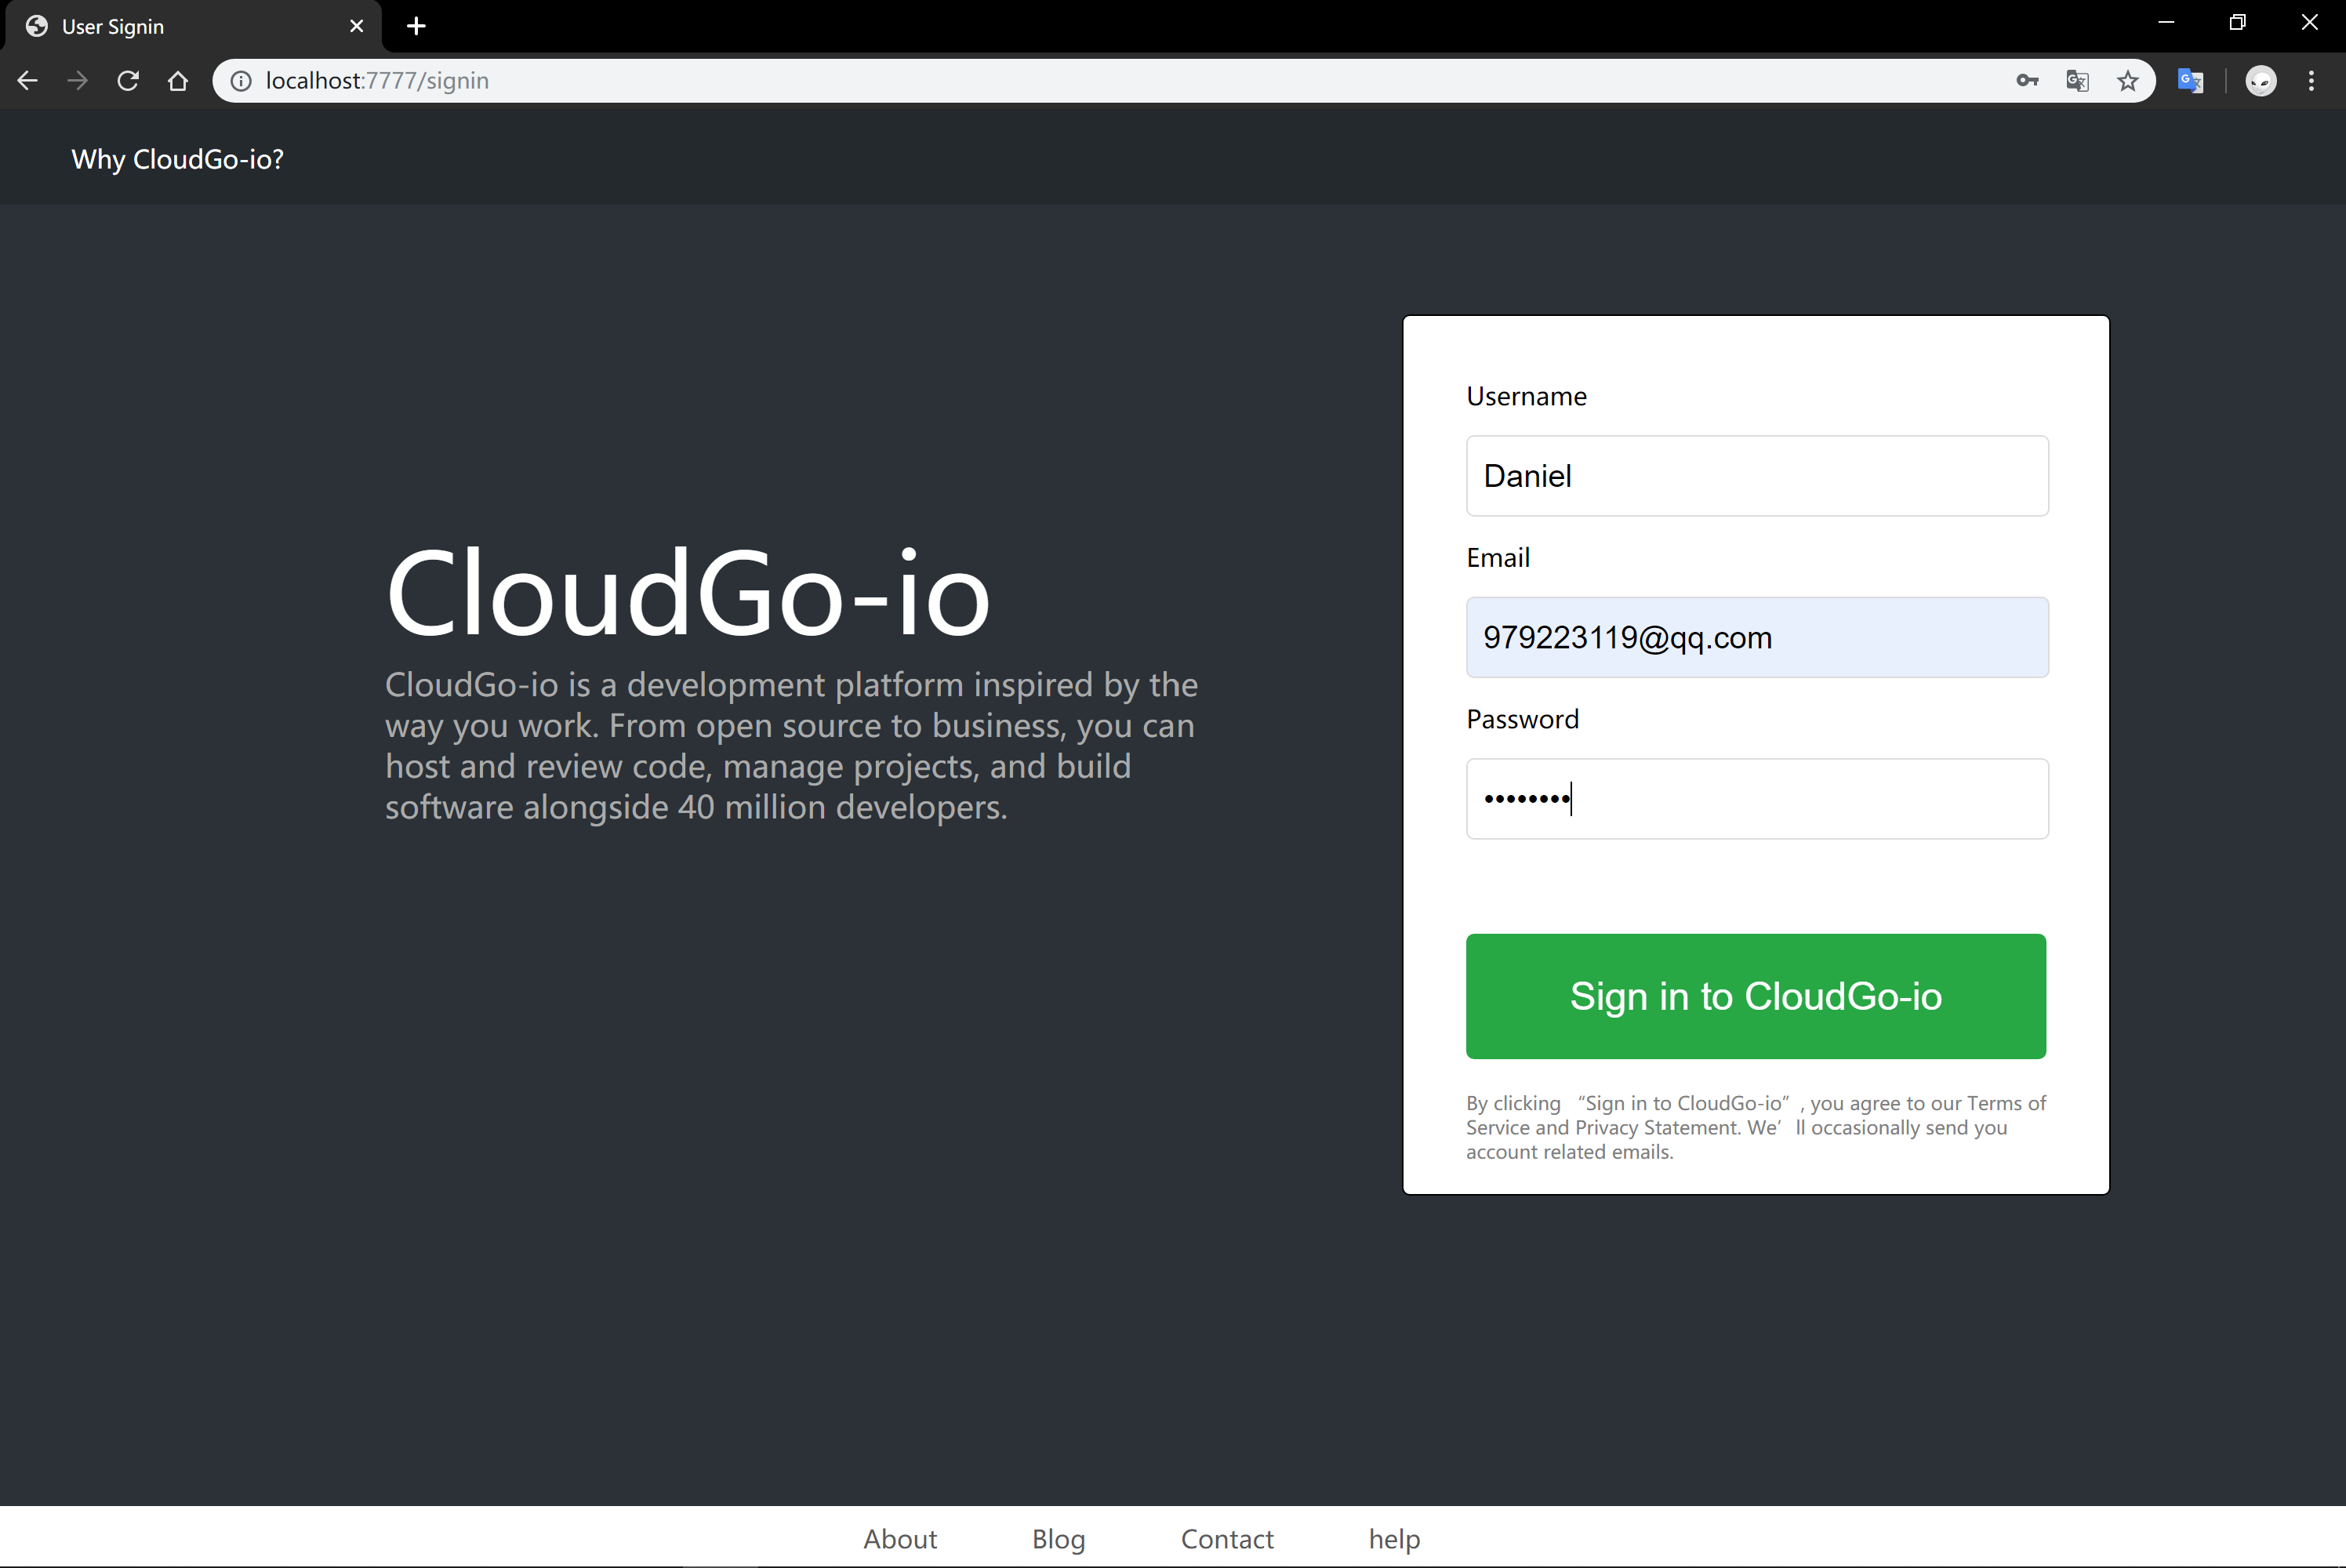 User Signin
localhost:7777/signin
Why CloudGo-io?
CloudGo-io
CloudGo-io is a development platform inspired by the
way you work. From open source to business, you can
host and review code, manage projects, and build
software alongside 40 million developers.
Username
Daniel
Email
979223119@qq.com
Password
••••••••
Sign in to CloudGo-io
By clicking “Sign in to CloudGo-io”, you agree to our Terms of
Service and Privacy Statement. We’ll occasionally send you
account related emails.
About Blog Contact help